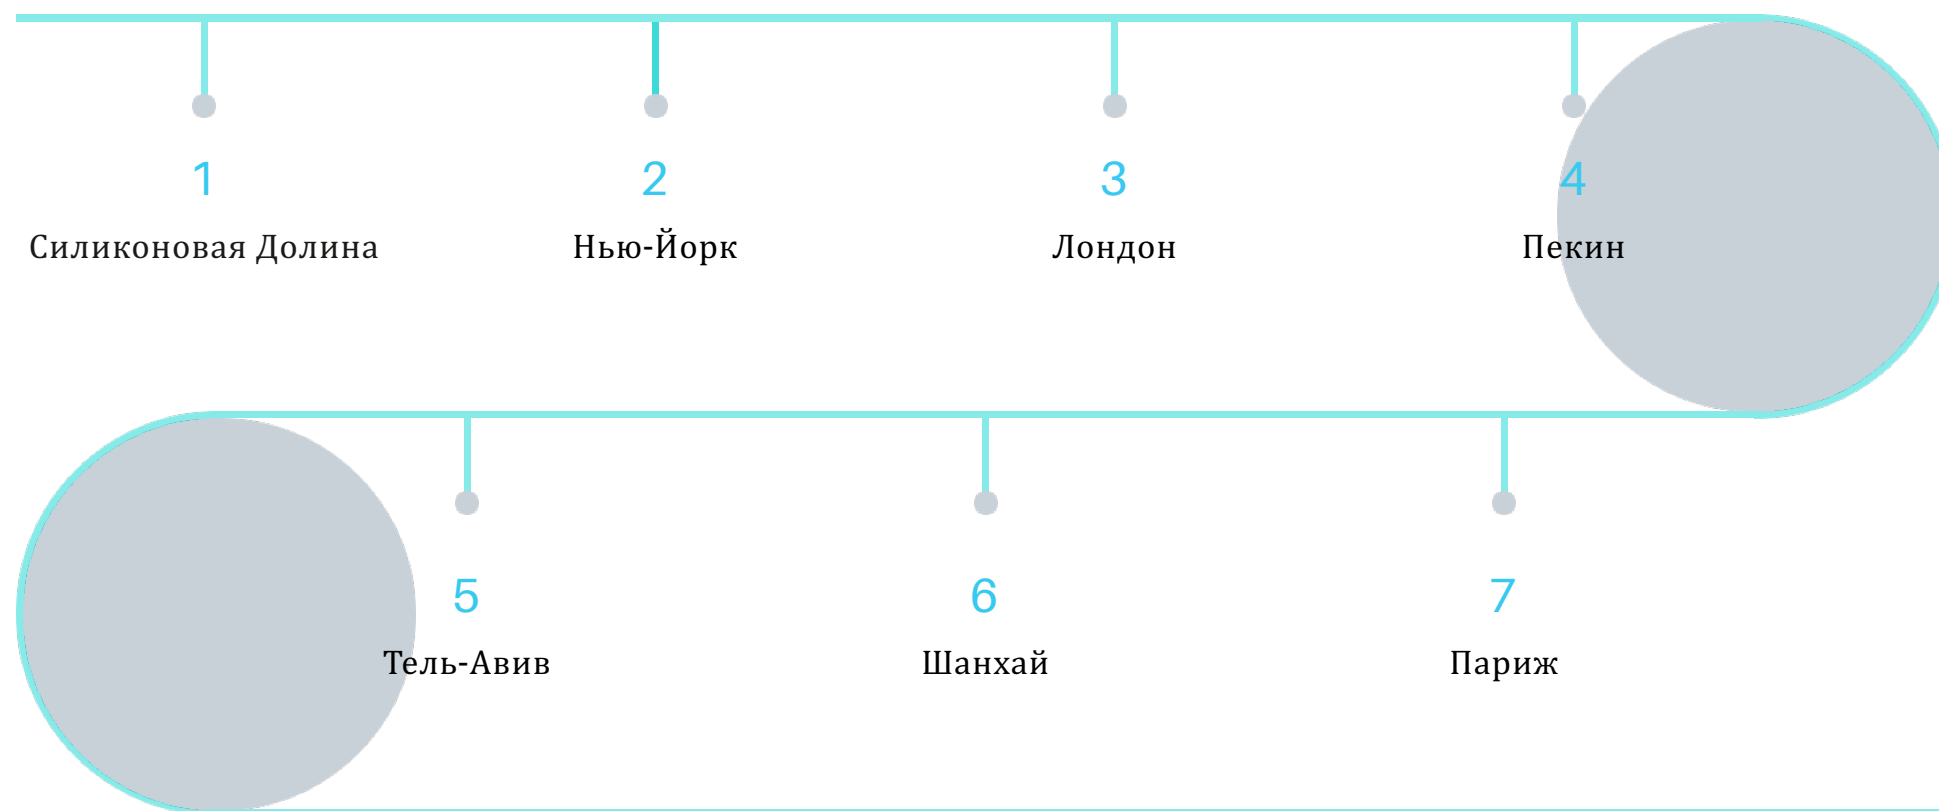 1
2
3
4
Силиконовая Долина
Нью-Йорк
Лондон
Пекин
5
6
7
Тель-Авив
Шанхай
Париж